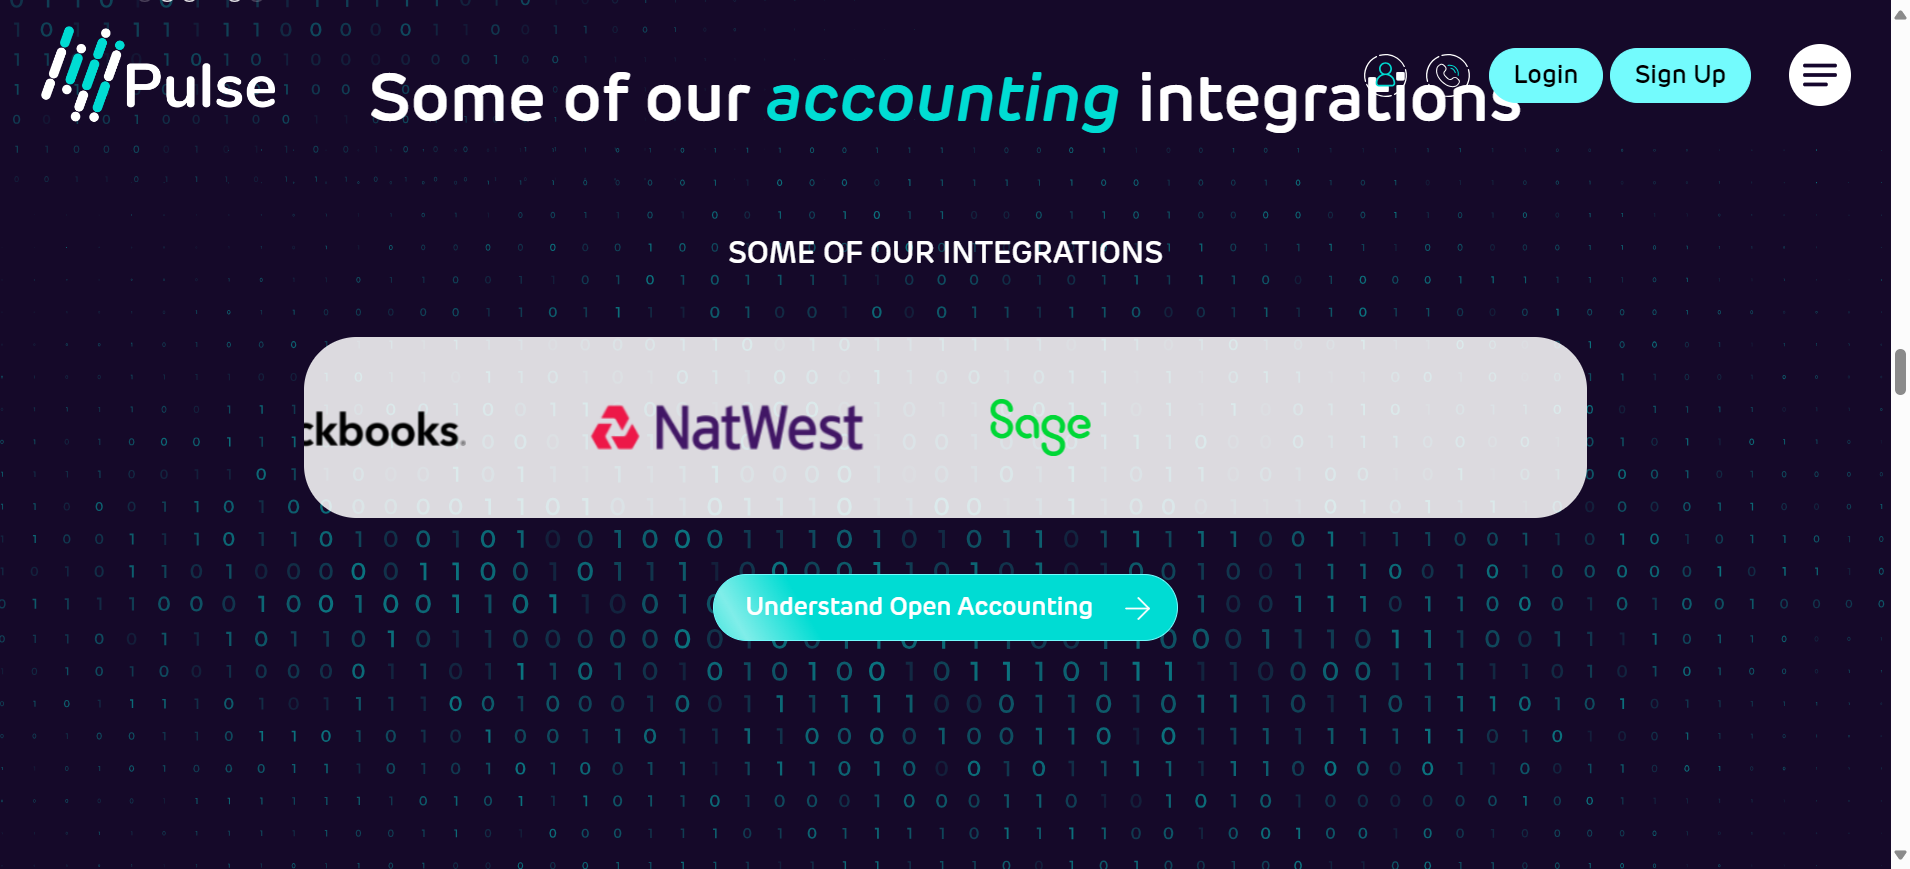 Pulse
Login
Sign Up
Some of our accounting integrations
SOME OF OUR INTEGRATIONS
ckbooks.
NatWest
Sage
Understand Open Accounting